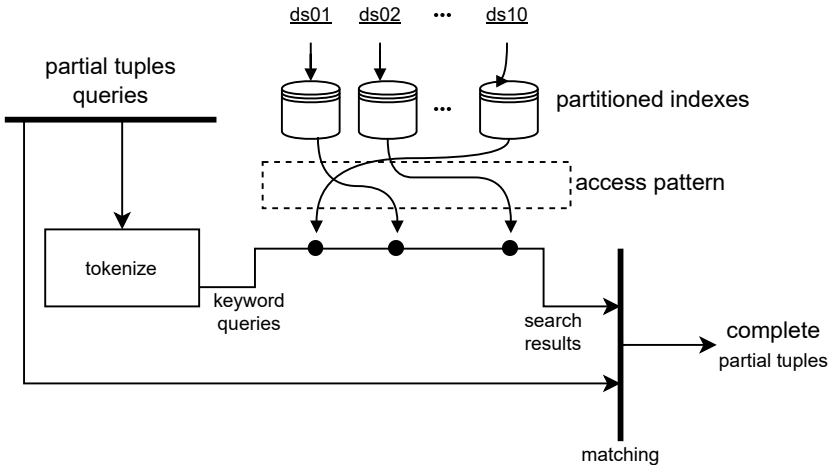 ds01 ds02 ... ds10
partial tuples
queries
... partitioned indexes
access pattern
tokenize
keyword
queries
search
results
complete
partial tuples
matching